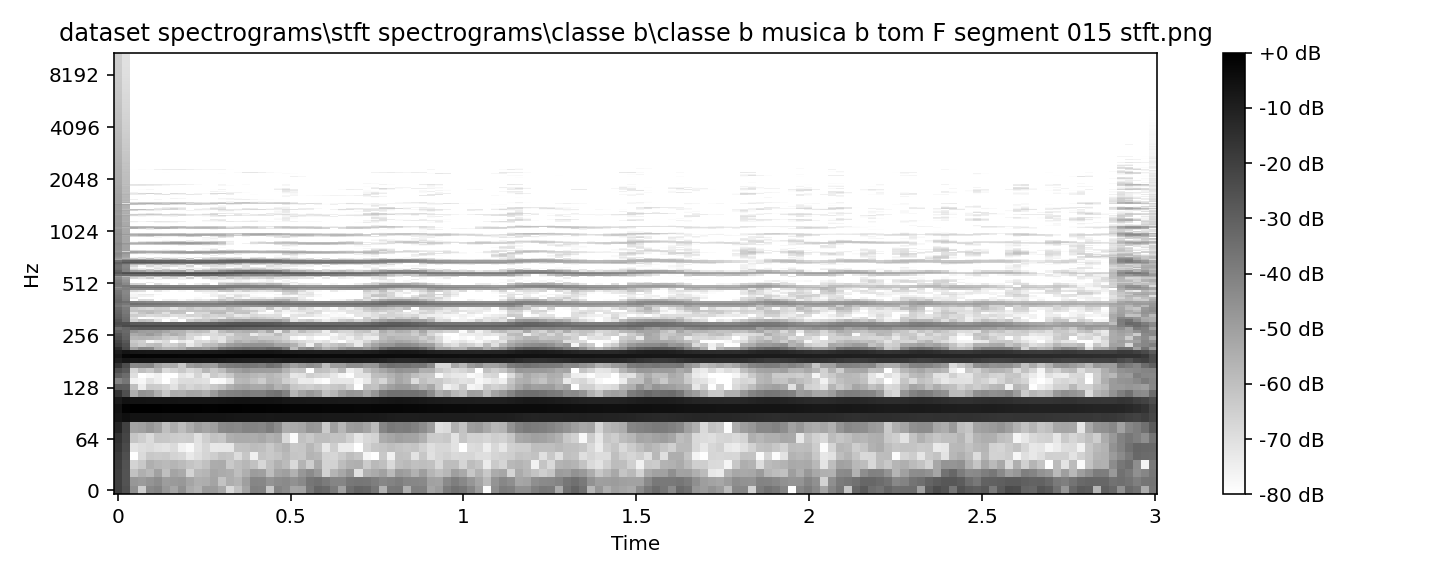 dataset spectrograms\stft spectrograms\classe b\classe b musica b tom F segment 015 stft.png
8192
4096
2048
1024
512
256
128
64
0
Hz
0
0.5
1
1.5
2
2.5
3
Time
+0 dB
-10 dB
-20 dB
-30 dB
-40 dB
-50 dB
-60 dB
-70 dB
-80 dB